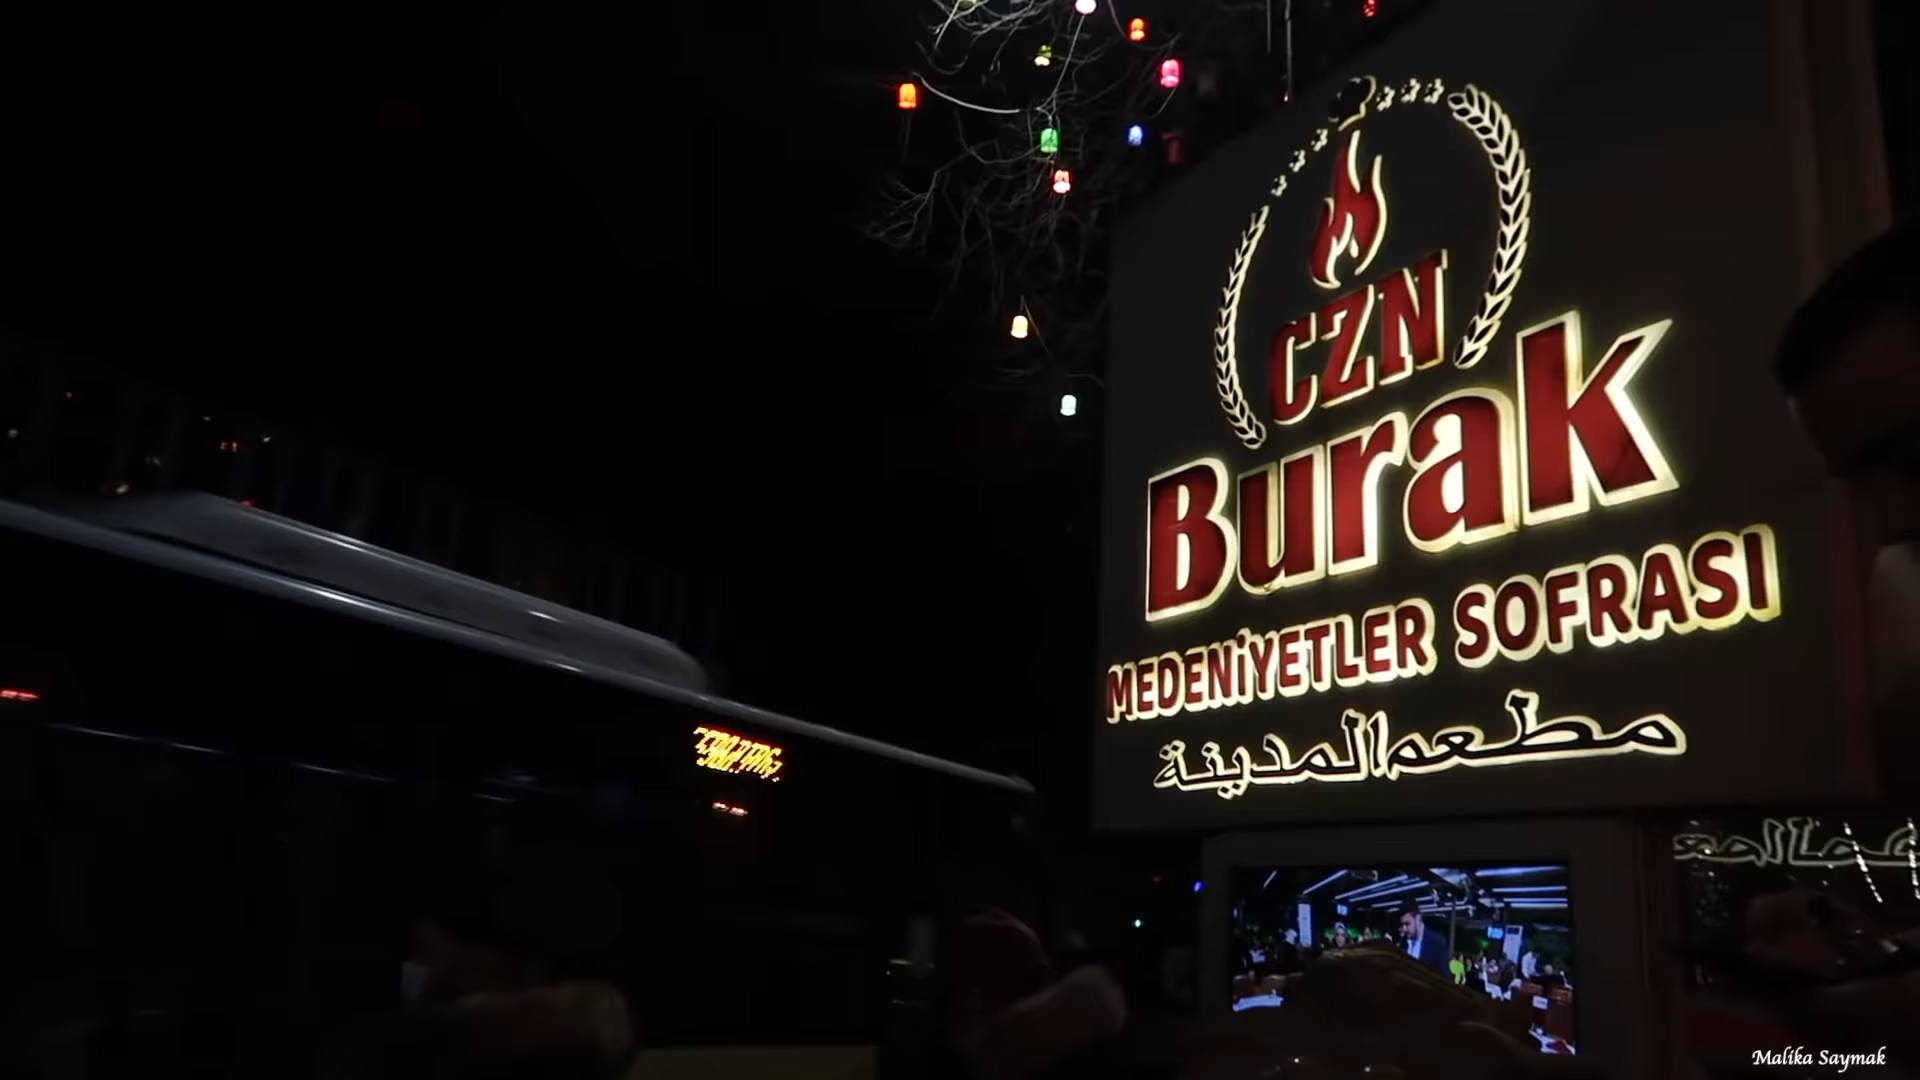 CZN
Burak
MEDENİYETLER SOFRASI
مطعم المدينة
Malika Saymak